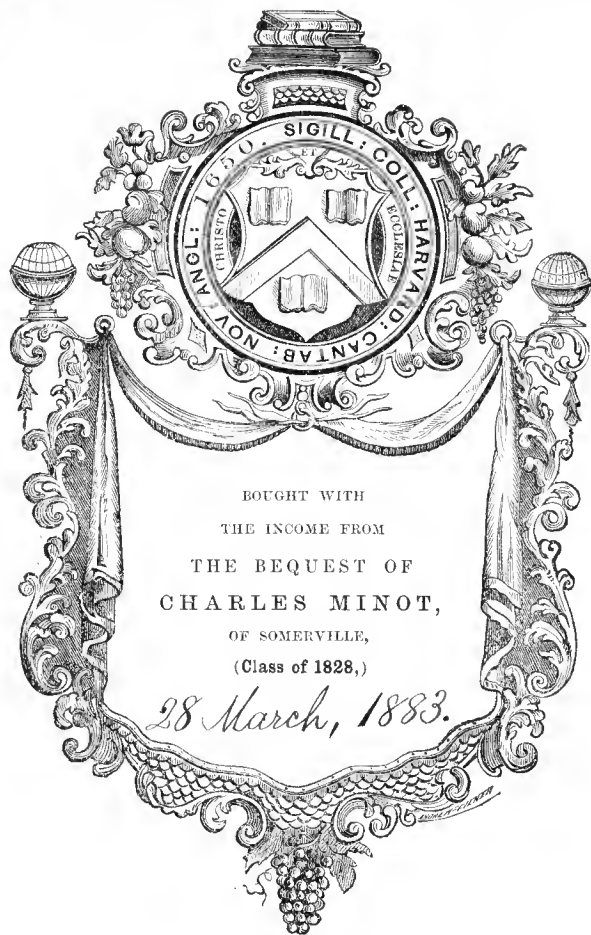 SIGILL: COLL: HARVARD: CANTAB: NOV ANGL: 1650.
ET
CHRISTO
ECCLESIAE
BOUGHT WITH
THE INCOME FROM
THE BEQUEST OF
CHARLES MINOT,
OF SOMERVILLE,
(Class of 1828,)
28 March, 1883.